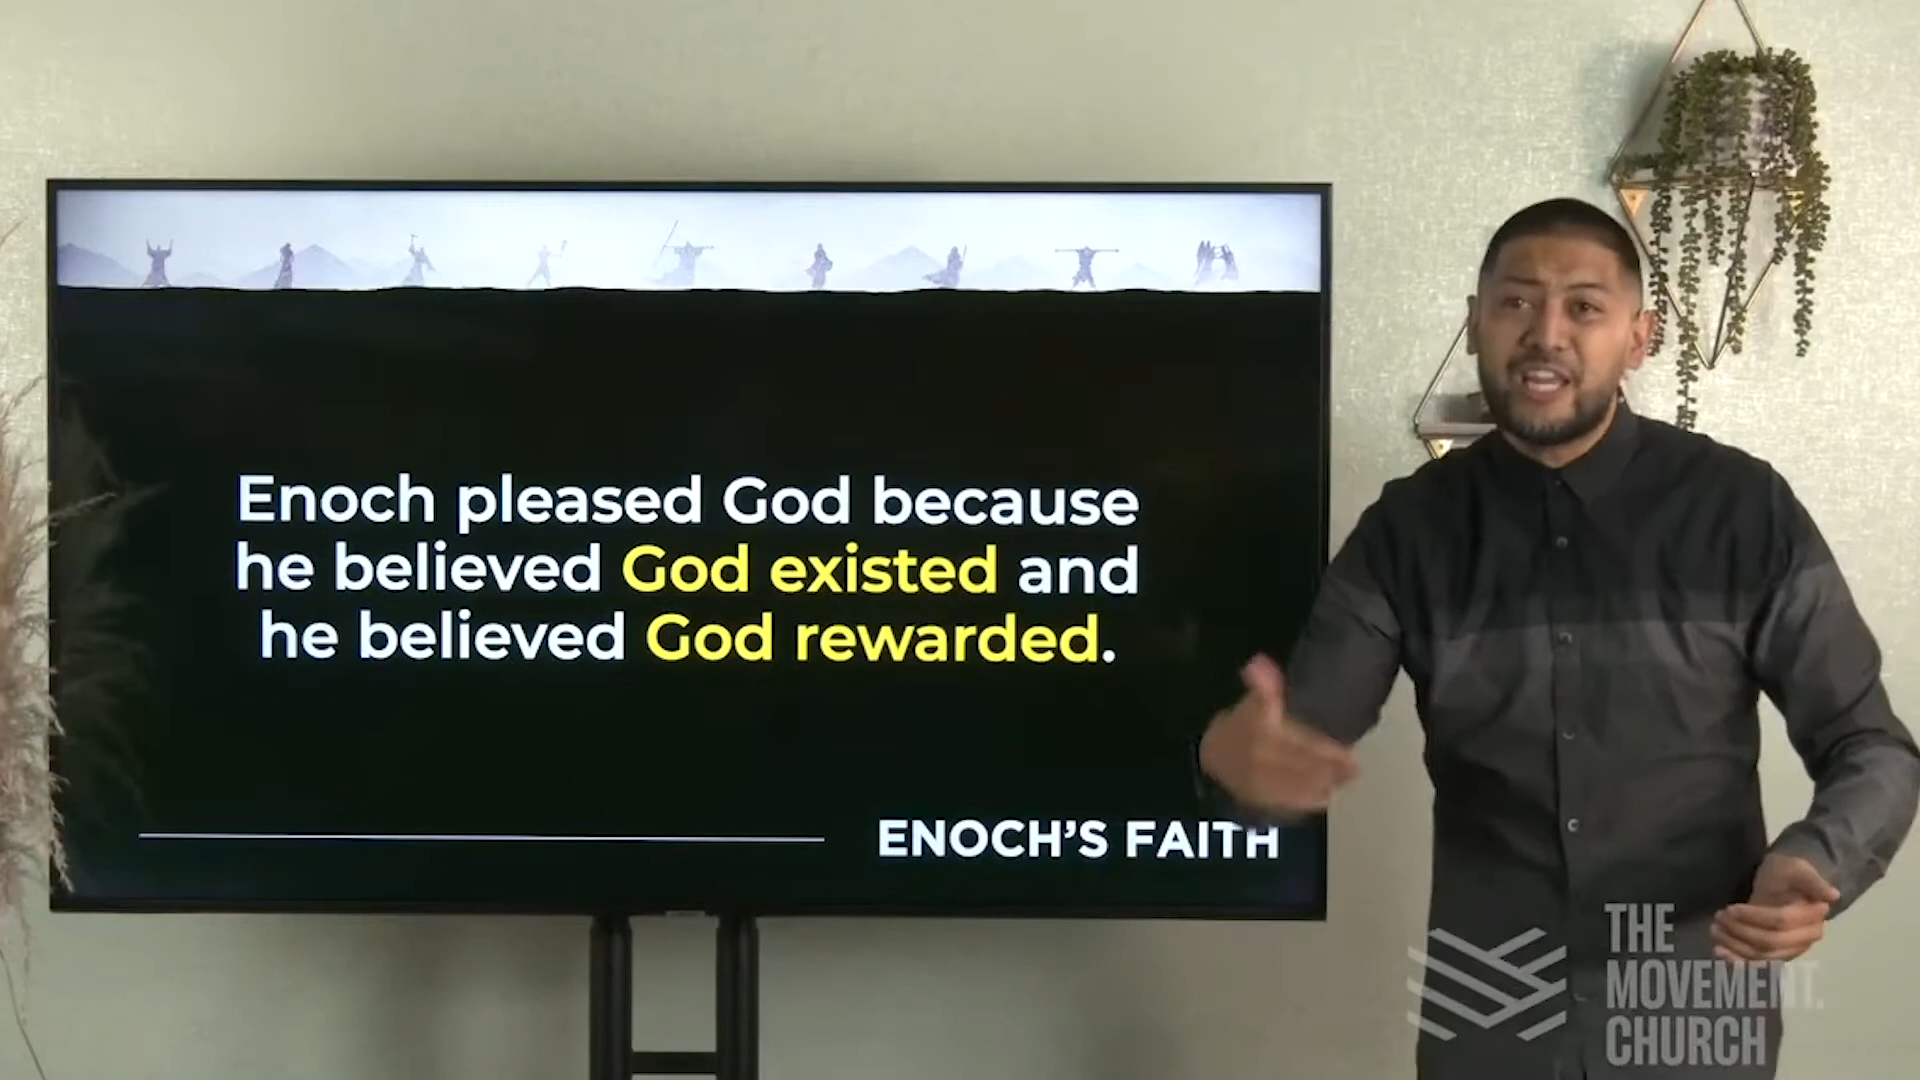 Enoch pleased God because
he believed God existed and
he believed God rewarded.
ENOCH'S FAITH
THE
MOVEMENT.
CHURCH